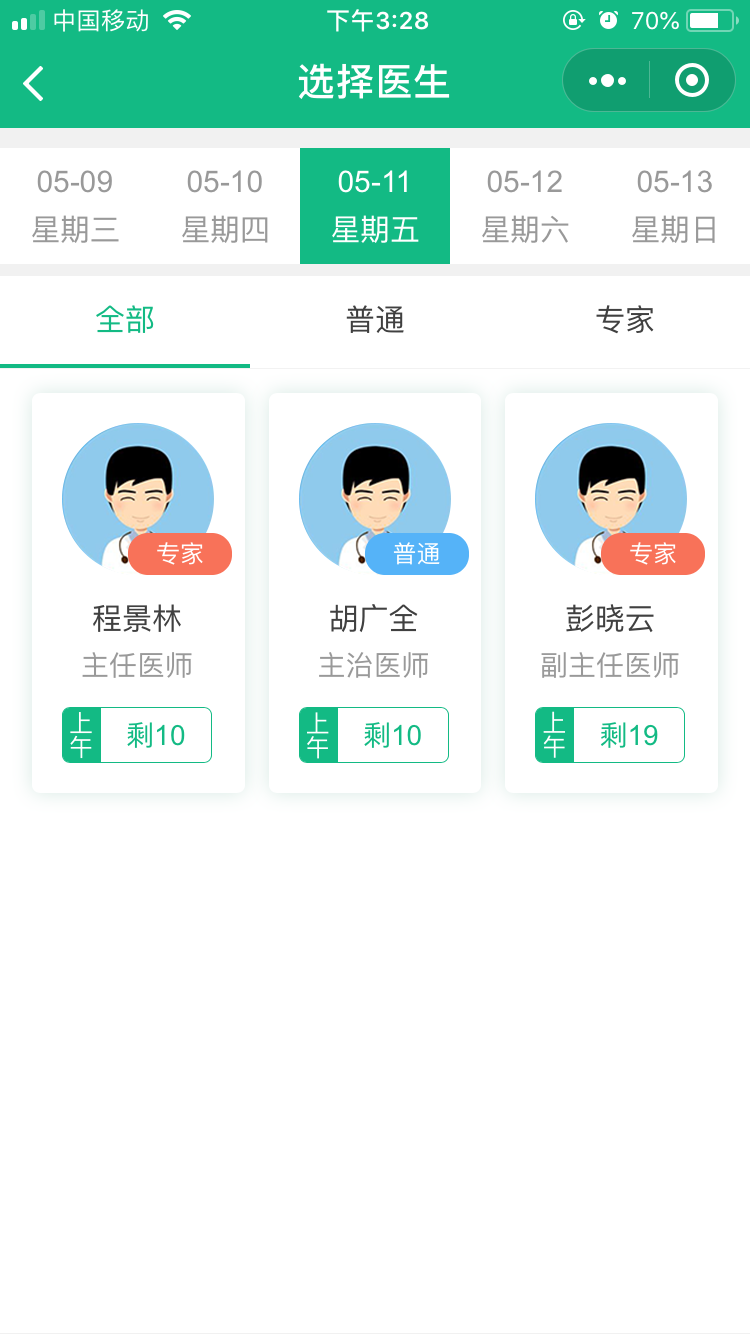 中国移动 下午3:28 70%
选择医生
05-09 05-10 05-11 05-12 05-13
星期三 星期四 星期五 星期六 星期日
全部 普通 专家
专家 普通 专家
程景林 胡广全 彭晓云
主任医师 主治医师 副主任医师
上午 剩10 上午 剩10 上午 剩19